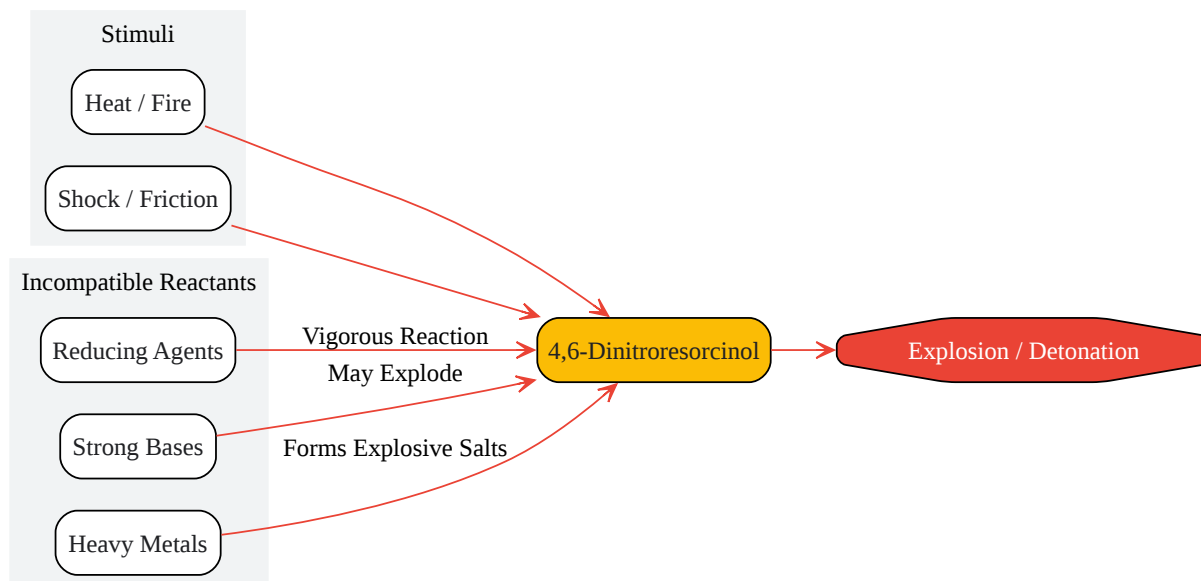 Stimuli
Heat / Fire
Shock / Friction
Incompatible Reactants
Reducing Agents
Vigorous Reaction
4,6-Dinitroresorcinol
Explosion / Detonation
May Explode
Strong Bases
Forms Explosive Salts
Heavy Metals